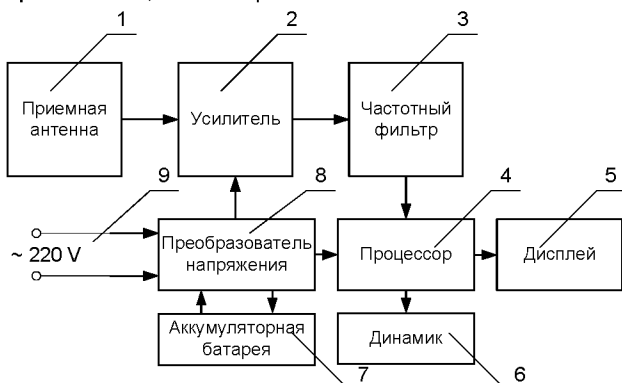 1
2
3
Приемная
антенна
Усилитель
Частотный
фильтр
9
8
4
5
~ 220 V
Преобразователь
напряжения
Процессор
Дисплей
Аккумуляторная
батарея
Динамик
7
6